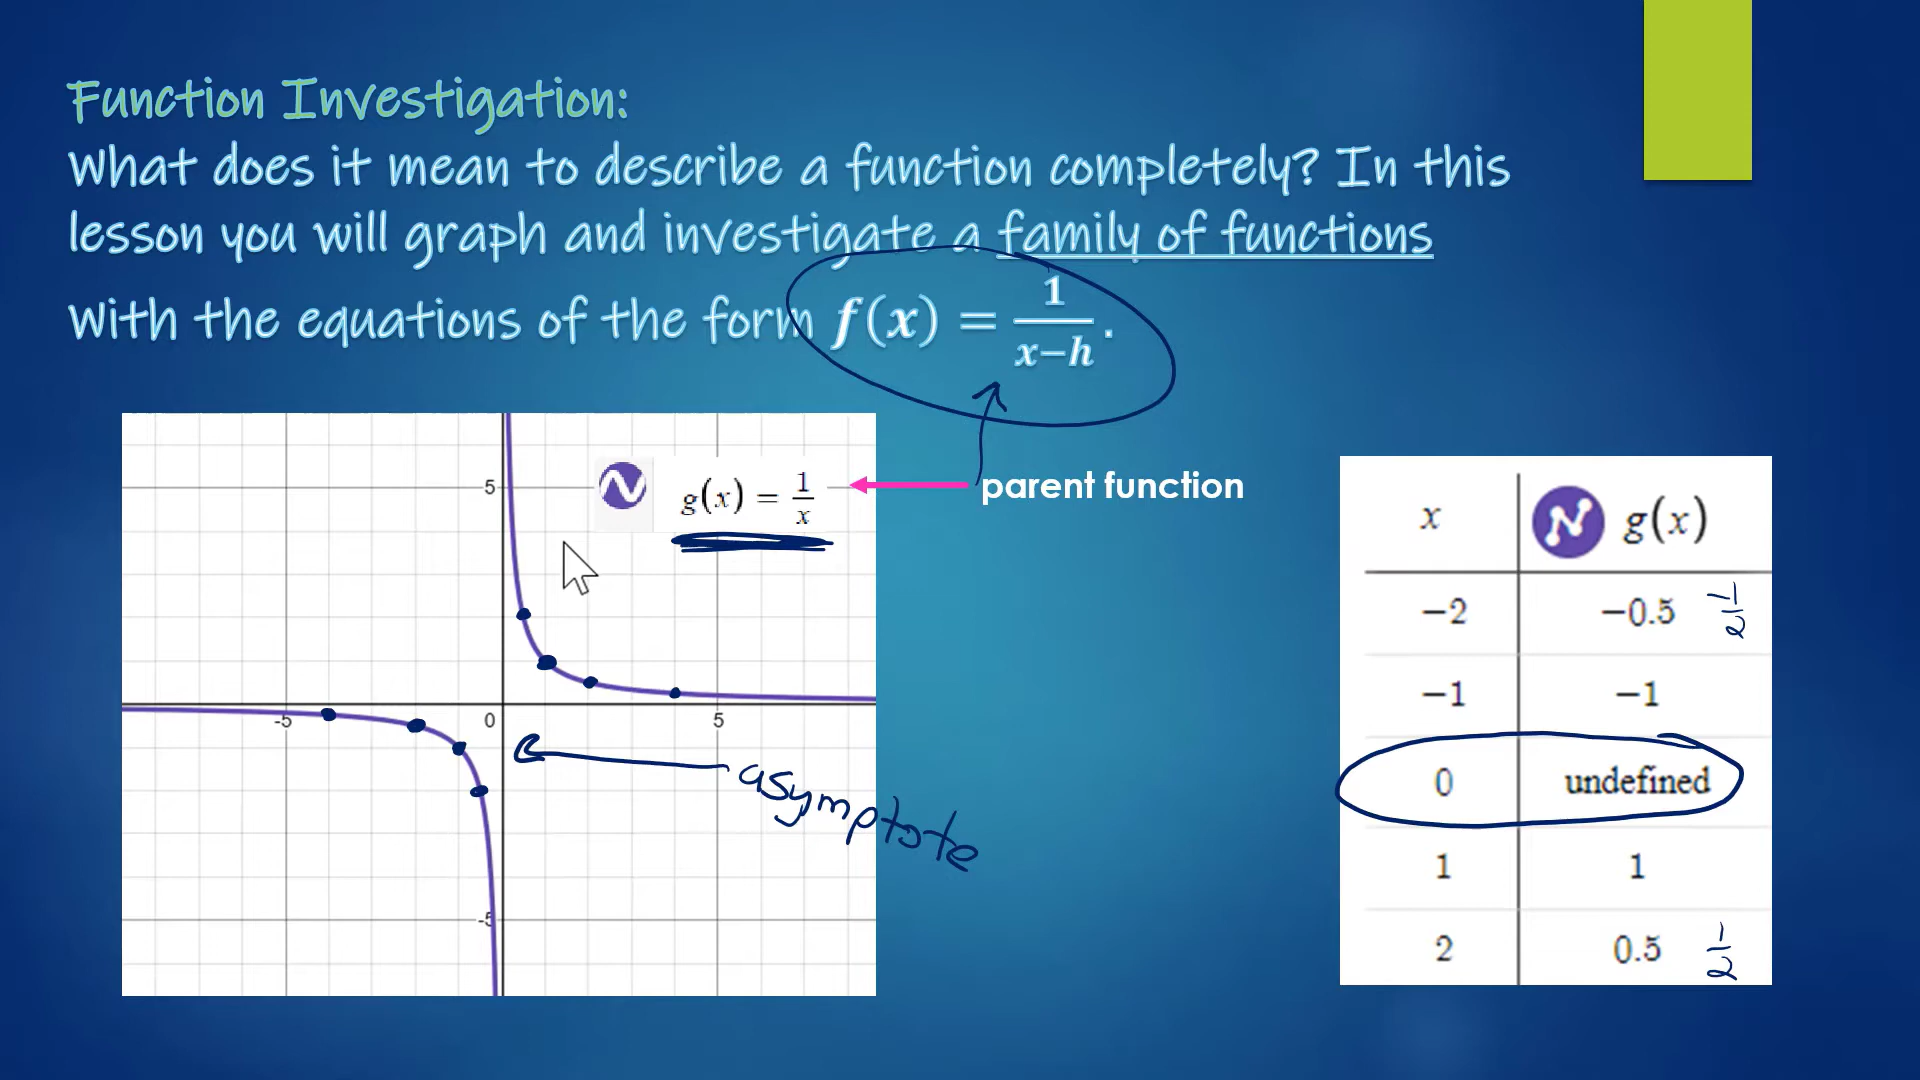 Function Investigation:
What does it mean to describe a function completely? In this
lesson you will graph and investigate a family of functions
With the equations of the form f(x) = 1/(x−h).
5
g(x) = 1/x
parent function
-5
0
5
-5
asymptote
x g(x)
−2 −0.5 -1/2
−1 −1
0 undefined
1 1
2 0.5 1/2